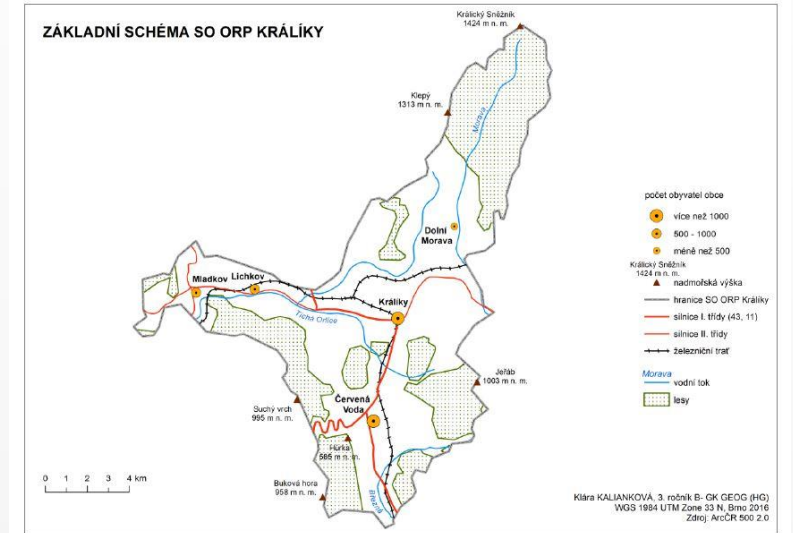 ZÁKLADNÍ SCHÉMA SO ORP KRÁLÍKY
Králický Sněžník
1424 m n. m.
Klepý
1313 m n. m.
Morava
Dolní
Morava
Mladkov
Lichkov
Tichá Orlice
Králíky
Jeřáb
1003 m n. m.
Suchý vrch
995 m n. m.
Červená
Voda
Hůrka
585 m n. m.
Buková hora
958 m n. m.
Březná
0 1 2 3 4 km
počet obyvatel obce
více než 1000
500 - 1000
méně než 500
Králický Sněžník
1424 m n. m.
nadmořská výška
hranice SO ORP Králíky
silnice I. třídy (43, 11)
silnice II. třídy
železniční trať
Morava
vodní tok
lesy
Klára KALIANKOVÁ, 3. ročník B- GK GEOG (HG)
WGS 1984 UTM Zone 33 N, Brno 2016
Zdroj: ArcČR 500 2.0